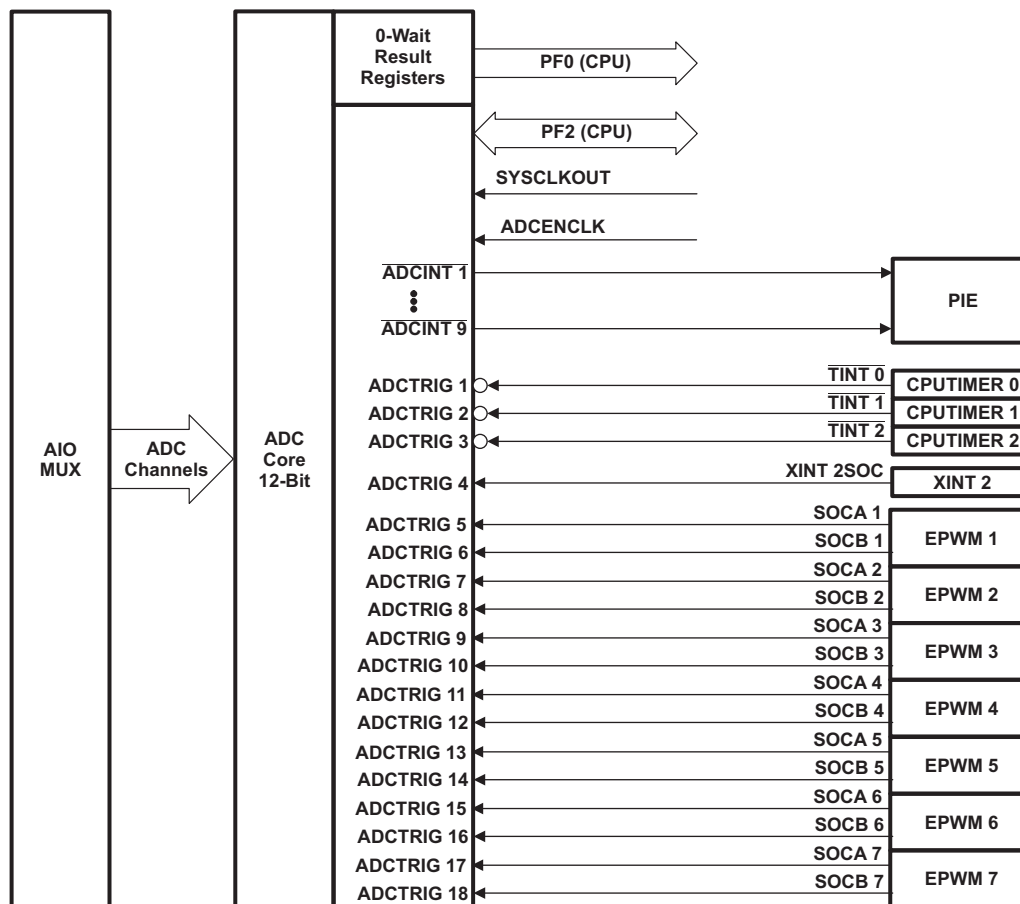 0-Wait
Result
Registers
PF0 (CPU)
PF2 (CPU)
SYSCLKOUT
ADCENCLK
ADCINT 1
PIE
ADCINT 9
TINT 0
ADCTRIG 1
CPUTIMER 0
TINT 1
ADCTRIG 2
CPUTIMER 1
TINT 2
ADCTRIG 3
CPUTIMER 2
AIO
MUX
ADC
Channels
ADC
Core
12-Bit
XINT 2SOC
ADCTRIG 4
XINT 2
SOCA 1
ADCTRIG 5
EPWM 1
SOCB 1
ADCTRIG 6
SOCA 2
ADCTRIG 7
EPWM 2
SOCB 2
ADCTRIG 8
SOCA 3
ADCTRIG 9
EPWM 3
SOCB 3
ADCTRIG 10
SOCA 4
ADCTRIG 11
EPWM 4
SOCB 4
ADCTRIG 12
SOCA 5
ADCTRIG 13
EPWM 5
SOCB 5
ADCTRIG 14
SOCA 6
ADCTRIG 15
EPWM 6
SOCB 6
ADCTRIG 16
SOCA 7
ADCTRIG 17
EPWM 7
SOCB 7
ADCTRIG 18